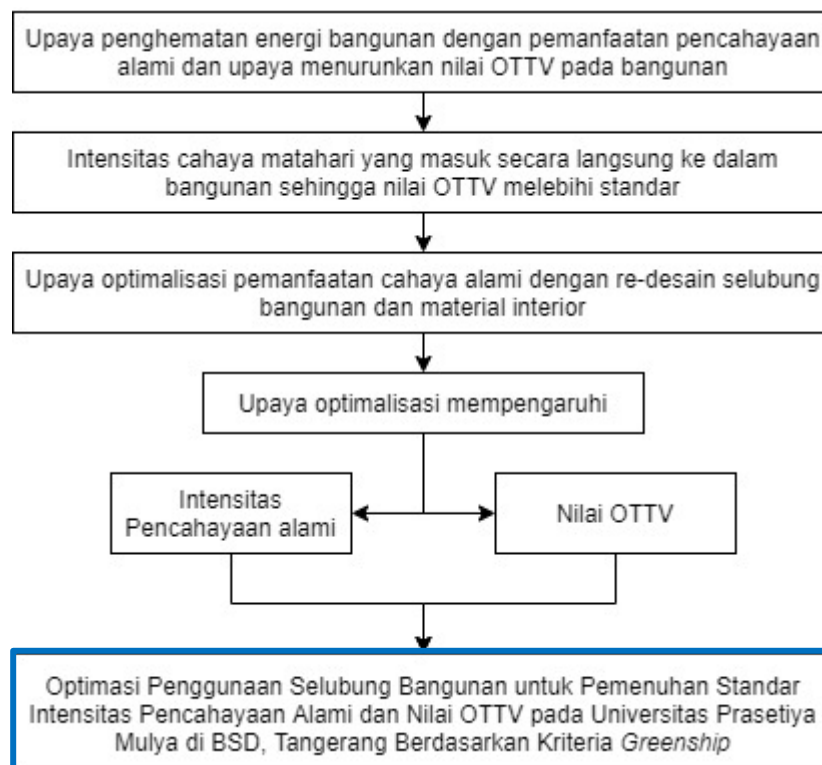 Upaya penghematan energi bangunan dengan pemanfaatan pencahayaan
alami dan upaya menurunkan nilai OTTV pada bangunan
Intensitas cahaya matahari yang masuk secara langsung ke dalam
bangunan sehingga nilai OTTV melebihi standar
Upaya optimalisasi pemanfaatan cahaya alami dengan re-desain selubung
bangunan dan material interior
Upaya optimalisasi mempengaruhi
Intensitas
Pencahayaan alami
Nilai OTTV
Optimasi Penggunaan Selubung Bangunan untuk Pemenuhan Standar
Intensitas Pencahayaan Alami dan Nilai OTTV pada Universitas Prasetiya
Mulya di BSD, Tangerang Berdasarkan Kriteria Greenship